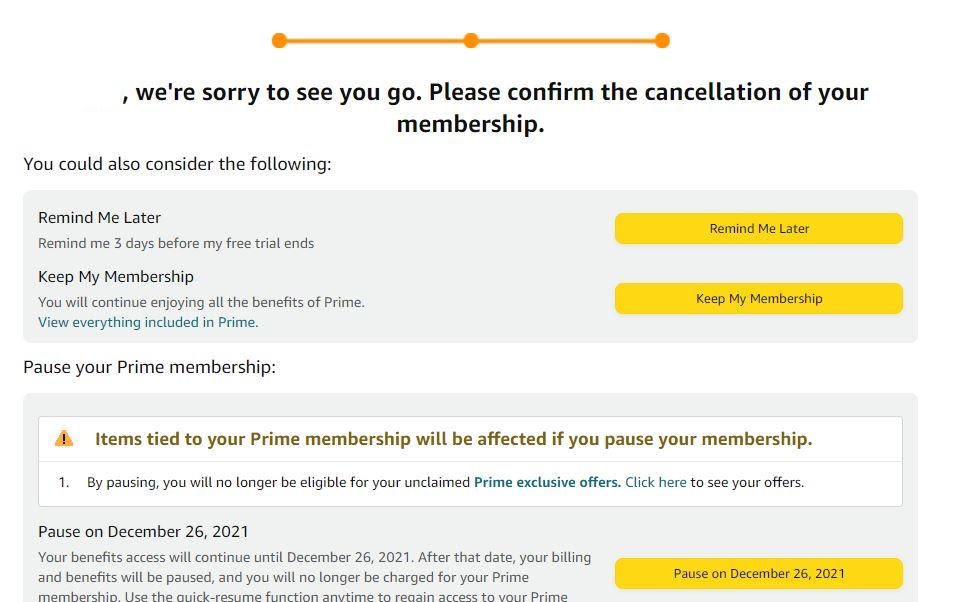 , we're sorry to see you go. Please confirm the cancellation of your
membership.
You could also consider the following:
Remind Me Later
Remind me 3 days before my free trial ends
Remind Me Later
Keep My Membership
You will continue enjoying all the benefits of Prime.
View everything included in Prime.
Keep My Membership
Pause your Prime membership:
Items tied to your Prime membership will be affected if you pause your membership.
1. By pausing, you will no longer be eligible for your unclaimed Prime exclusive offers. Click here to see your offers.
Pause on December 26, 2021
Your benefits access will continue until December 26, 2021. After that date, your billing
and benefits will be paused, and you will no longer be charged for your Prime
membership. Use the quick-resume function anytime to regain access to your Prime
Pause on December 26, 2021